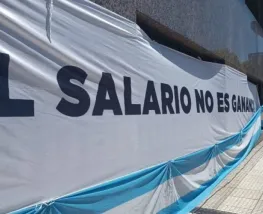 L SALARIO NO ES GANAN